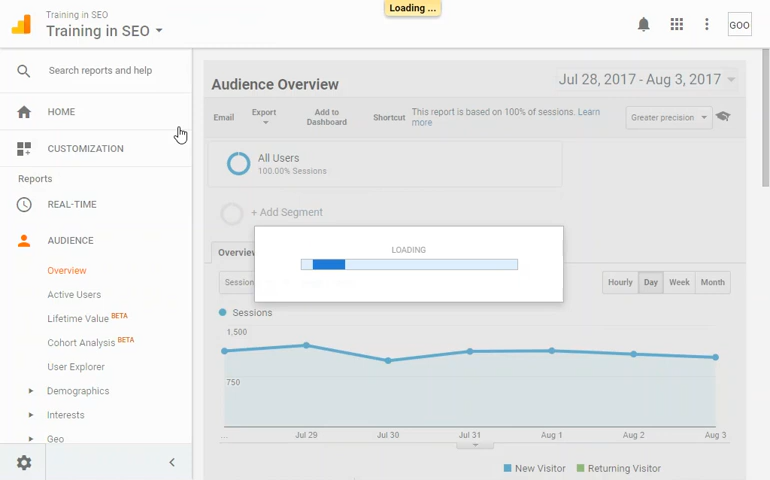 Loading ...
Training in SEO
Training in SEO
GOO
Search reports and help
HOME
CUSTOMIZATION
Reports
REAL-TIME
AUDIENCE
Overview
Active Users
Lifetime Value BETA
Cohort Analysis BETA
User Explorer
Demographics
Interests
Geo
Audience Overview
Jul 28, 2017 - Aug 3, 2017
Email
Export
Add to
Dashboard
Shortcut
This report is based on 100% of sessions. Learn
more
Greater precision
All Users
100.00% Sessions
+ Add Segment
Overview
LOADING
Hourly
Day
Week
Month
Sessions
1,500
750
...
Jul 29
Jul 30
Jul 31
Aug 1
Aug 2
Aug 3
New Visitor
Returning Visitor